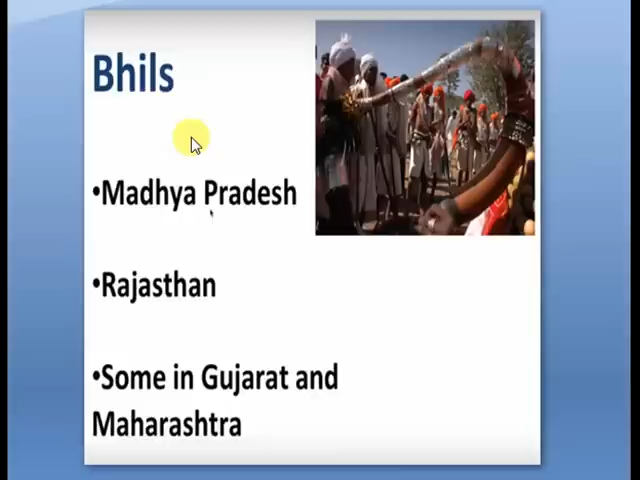 Bhils
•Madhya Pradesh
•Rajasthan
•Some in Gujarat and
Maharashtra